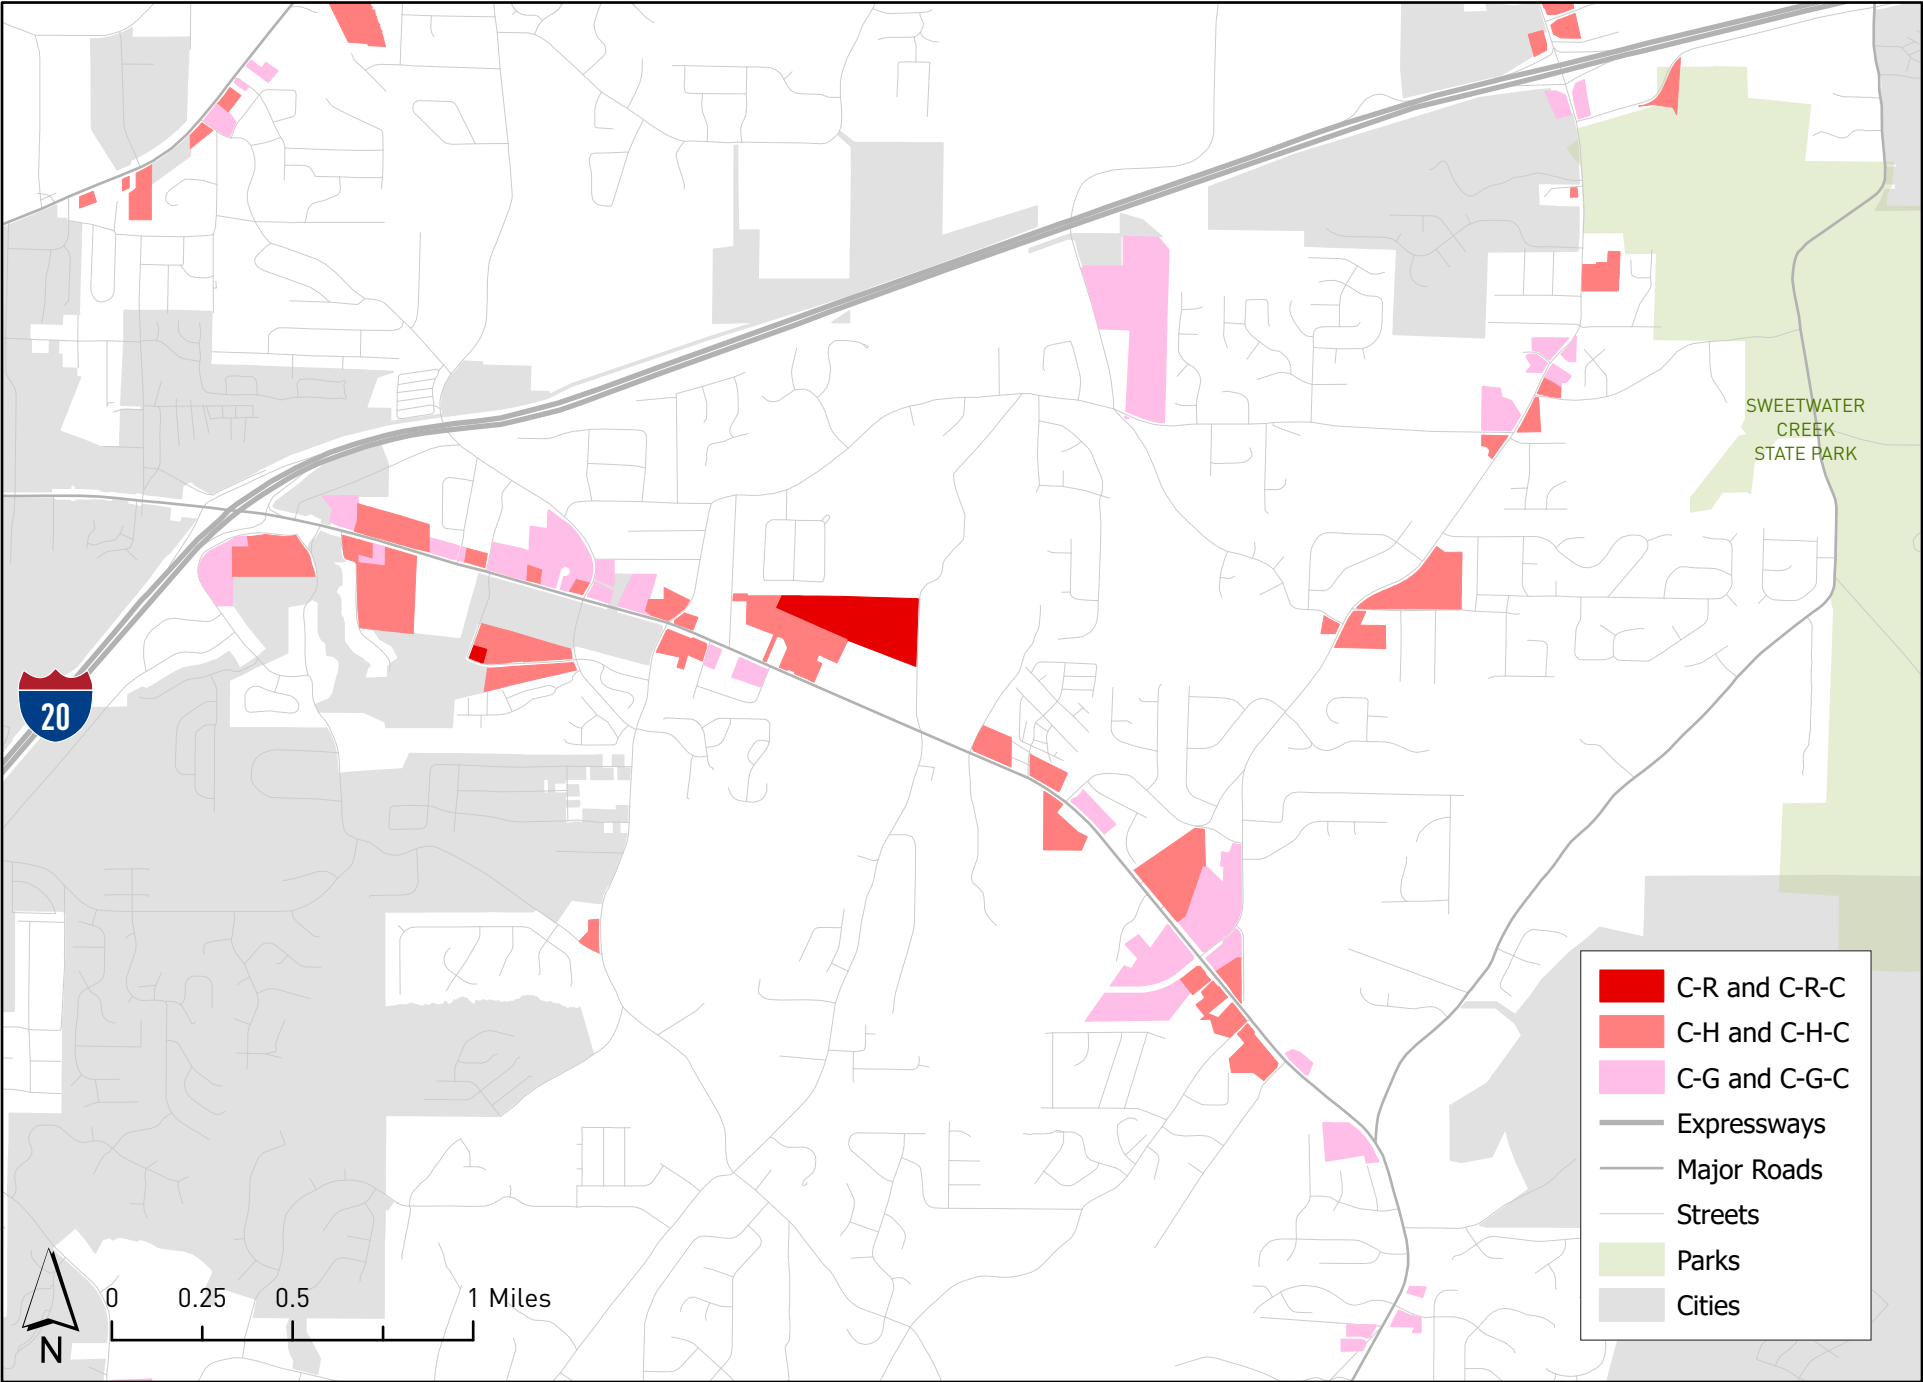 SWEETWATER
CREEK
STATE PARK
20
C-R and C-R-C
C-H and C-H-C
C-G and C-G-C
Expressways
Major Roads
Streets
Parks
Cities
0 0.25 0.5 1 Miles
N